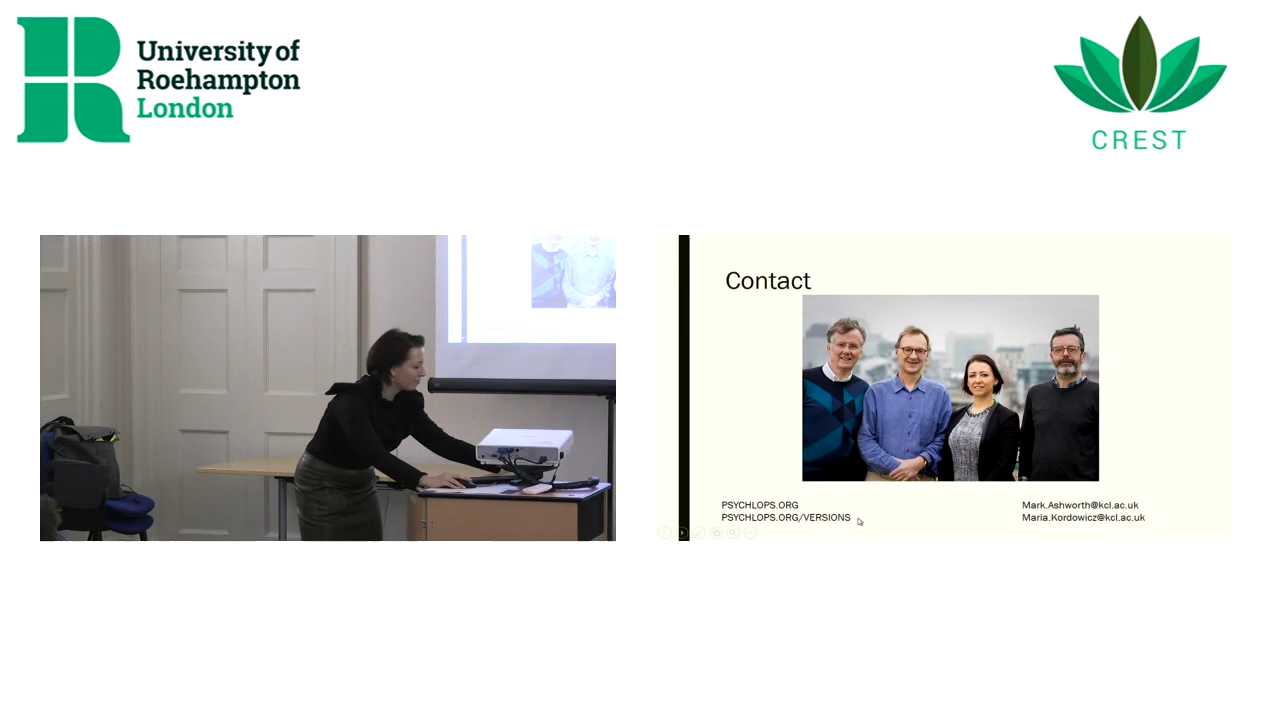 University of
Roehampton
London
CREST
Contact
PSYCHLOPS.ORG
PSYCHLOPS.ORG/VERSIONS
Mark.Ashworth@kcl.ac.uk
Maria.Kordowicz@kcl.ac.uk